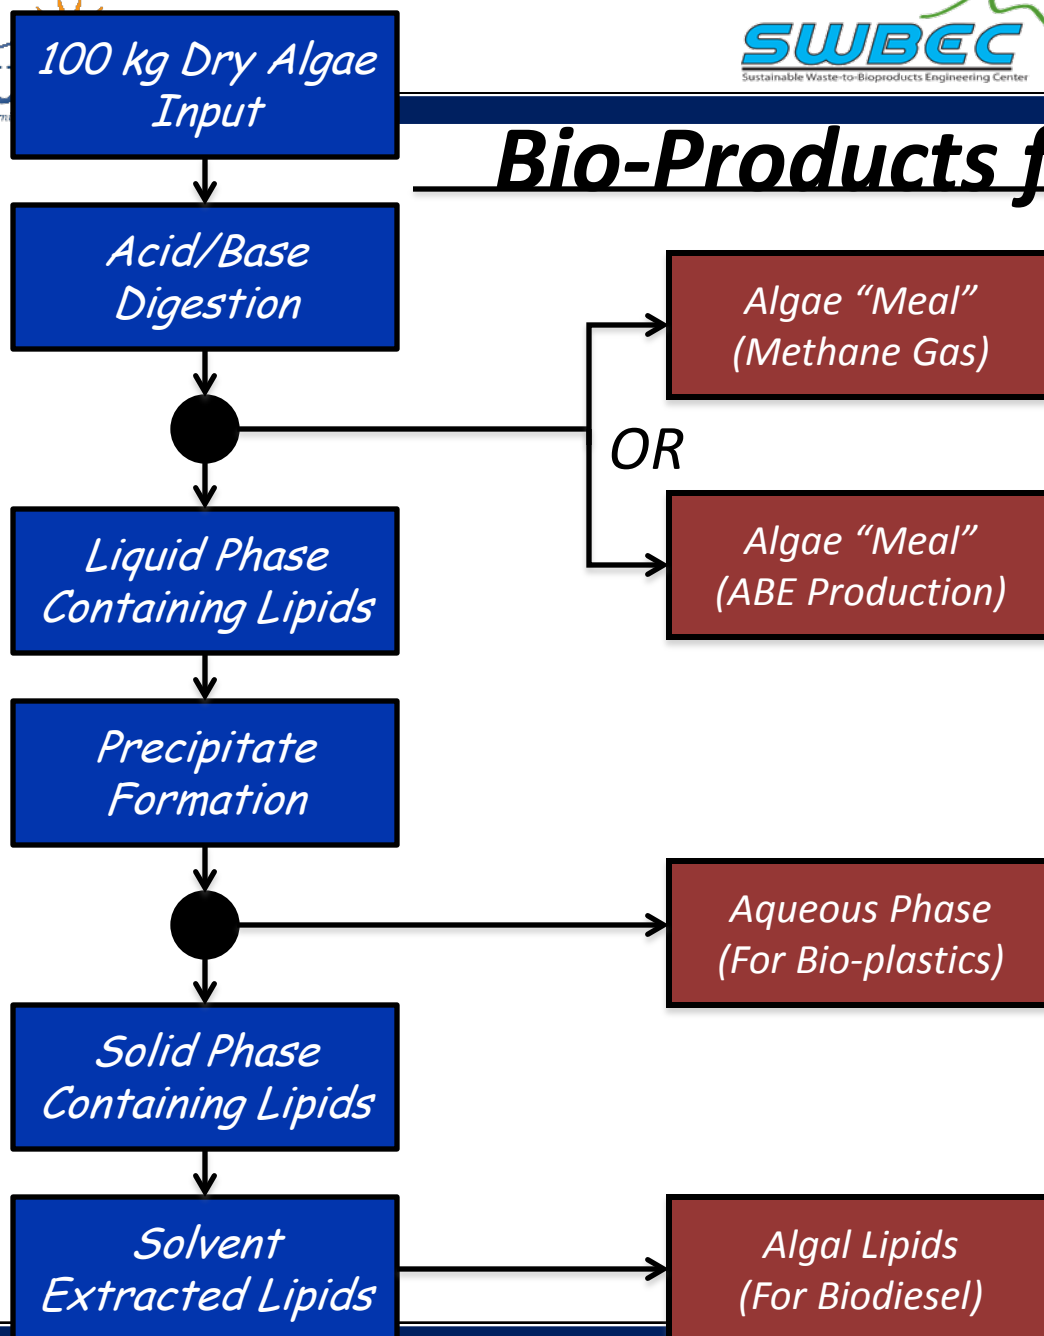 100 kg Dry Algae
Input
SWBEC
Sustainable Waste-to-Bioproducts Engineering Center
Bio-Products f
Acid/Base
Digestion
Algae “Meal”
(Methane Gas)
OR
Algae “Meal”
(ABE Production)
Liquid Phase
Containing Lipids
Precipitate
Formation
Aqueous Phase
(For Bio-plastics)
Solid Phase
Containing Lipids
Solvent
Extracted Lipids
Algal Lipids
(For Biodiesel)